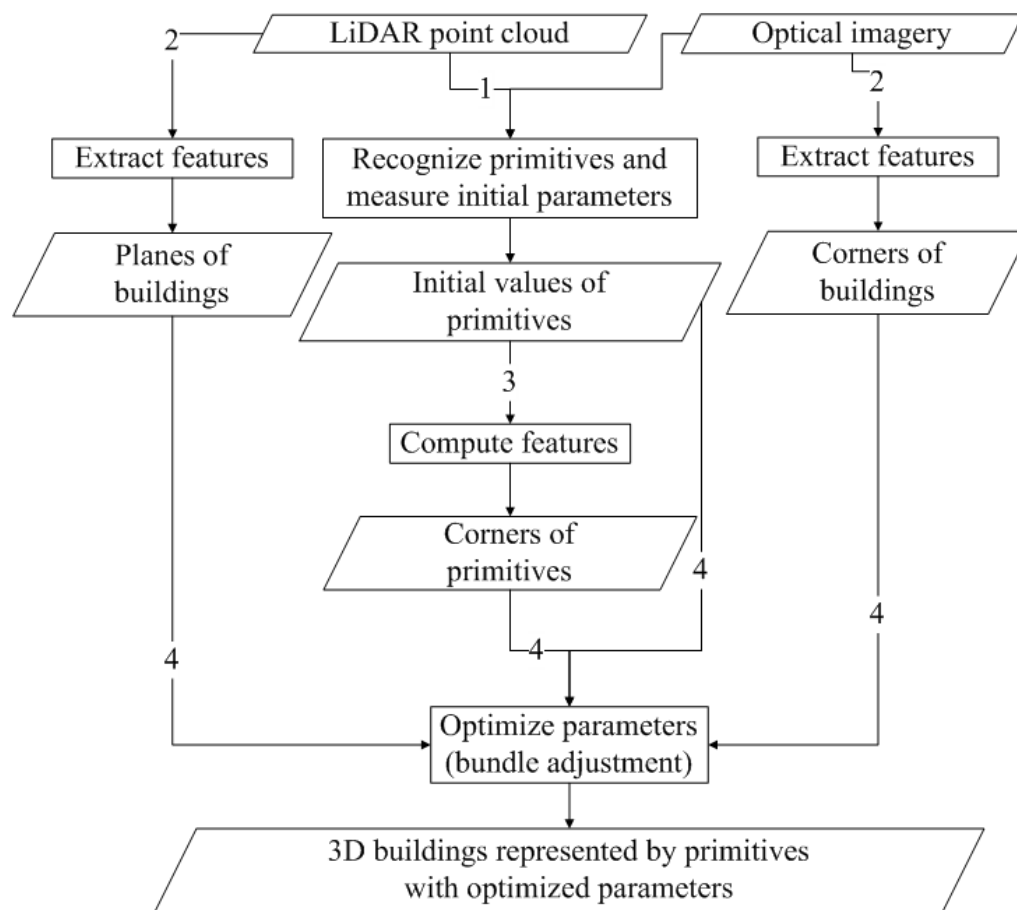 LiDAR point cloud
Optical imagery
2
1
2
Extract features
Recognize primitives and
measure initial parameters
Extract features
Planes of
buildings
Initial values of
primitives
Corners of
buildings
3
Compute features
Corners of
primitives
4
4
4
4
Optimize parameters
(bundle adjustment)
3D buildings represented by primitives
with optimized parameters